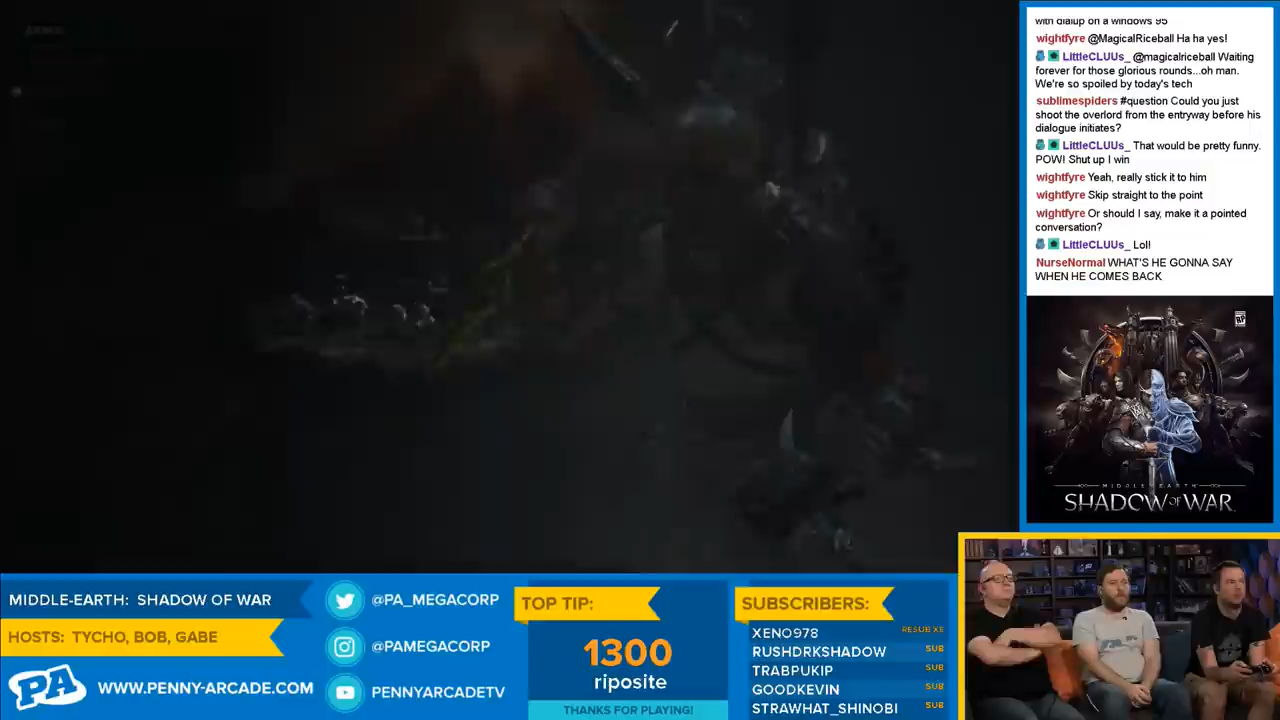 with dialup on a windows 95
wightfyre @MagicalRiceball Ha ha yes!
LittleCLUUs_ @magicalriceball Waiting
forever for those glorious rounds...oh man.
We're so spoiled by today's tech
sublimespiders #question Could you just
shoot the overlord from the entryway before his
dialogue initiates?
LittleCLUUs_ That would be pretty funny.
POW! Shut up I win
wightfyre Yeah, really stick it to him
wightfyre Skip straight to the point
wightfyre Or should I say, make it a pointed
conversation?
LittleCLUUs_ Lol!
NurseNormal WHAT'S HE GONNA SAY
WHEN HE COMES BACK
MIDDLE-EARTH
SHADOW OF WAR
MIDDLE-EARTH: SHADOW OF WAR
HOSTS: TYCHO, BOB, GABE
PA WWW.PENNY-ARCADE.COM
@PA_MEGACORP
@PAMEGACORP
PENNYARCADETV
TOP TIP:
1300
riposite
THANKS FOR PLAYING!
SUBSCRIBERS:
XENO978 RESUB X2
RUSHDRKSHADOW SUB
TRABPUKIP SUB
GOODKEVIN SUB
STRAWHAT_SHINOBI SUB